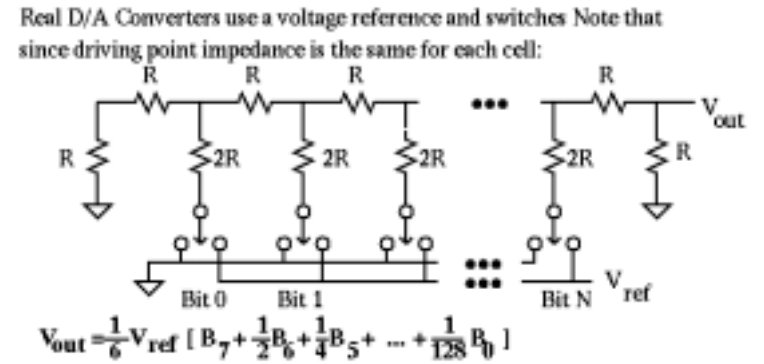 Real D/A Converters use a voltage reference and switches Note that
since driving point impedance is the same for each cell:
R R R R
Vout
R 2R 2R 2R 2R R
Vref
Bit 0 Bit 1 Bit N
Vout = 1/6 Vref [ B7 + 1/2 B6 + 1/4 B5 + ... + 1/128 B0 ]